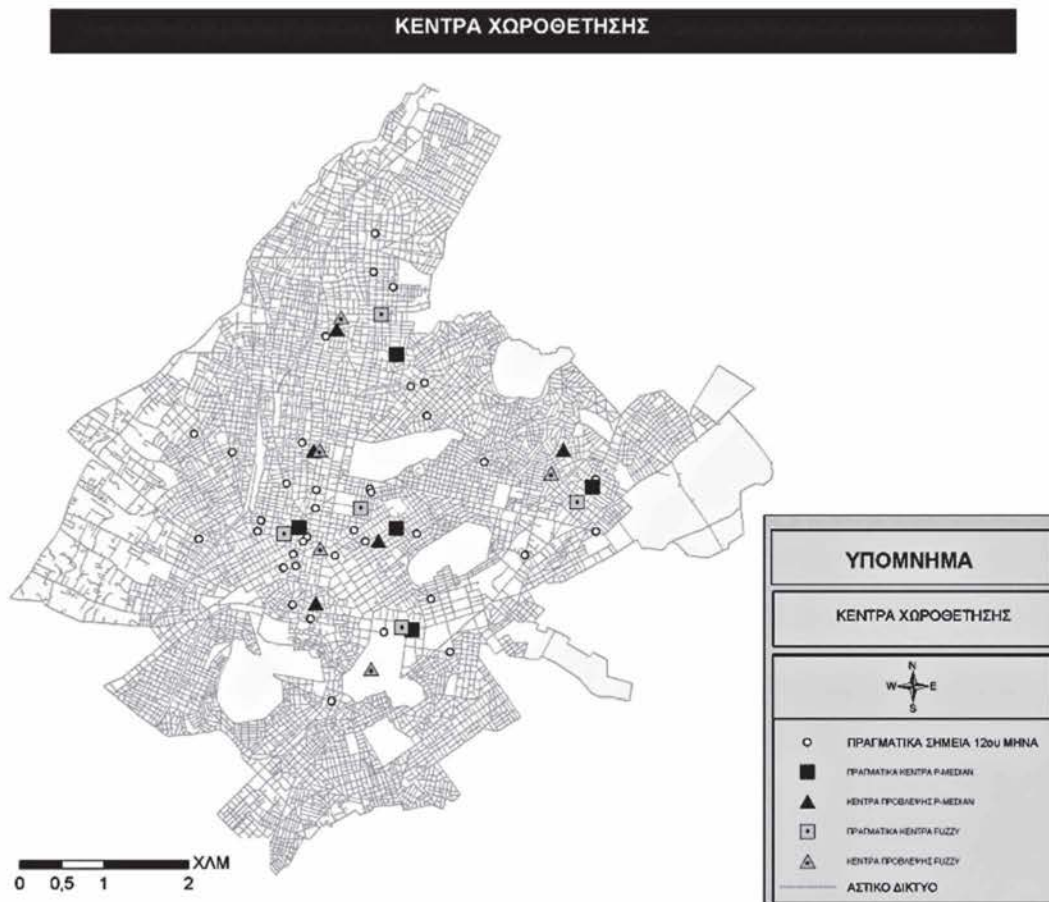 ΚΕΝΤΡΑ ΧΩΡΟΘΕΤΗΣΗΣ
ΥΠΟΜΝΗΜΑ
ΚΕΝΤΡΑ ΧΩΡΟΘΕΤΗΣΗΣ
N
W E
S
ΠΡΑΓΜΑΤΙΚΑ ΣΗΜΕΙΑ 12ου ΜΗΝΑ
ΠΡΑΓΜΑΤΙΚΑ ΚΕΝΤΡΑ P-MEDIAN
ΚΕΝΤΡΑ ΠΡΟΒΛΕΨΗΣ P-MEDIAN
ΠΡΑΓΜΑΤΙΚΑ ΚΕΝΤΡΑ FUZZY
ΚΕΝΤΡΑ ΠΡΟΒΛΕΨΗΣ FUZZY
ΑΣΤΙΚΟ ΔΙΚΤΥΟ
ΧΛΜ
0 0,5 1 2